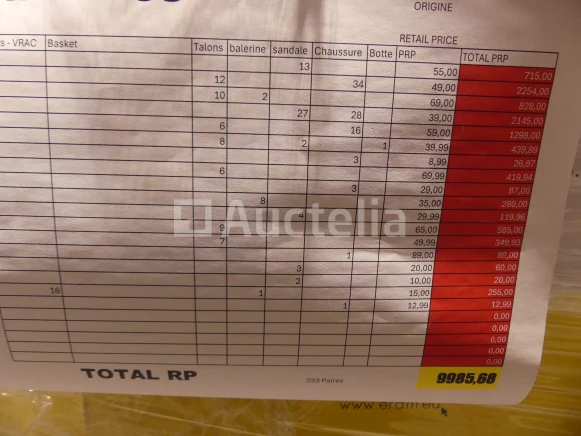 ORIGINE
RETAIL PRICE
s - VRAC Basket Talons balerine sandale Chaussure Botte PRP TOTAL PRP
13 55,00 715,00
12 34 49,00 2254,00
10 2 69,00 828,00
27 28 39,00 2145,00
6 16 59,00 1298,00
8 2 1 39,99 439,89
3 8,99 26,97
6 69,99 419,94
3 29,00 87,00
8 35,00 280,00
4 29,99 119,96
9 65,00 585,00
7 49,99 349,93
1 89,00 89,00
3 20,00 60,00
2 10,00 20,00
16 1 15,00 255,00
1 12,99 12,99
0,00
0,00
0,00
0,00
0,00
TOTAL RP 223 Paires 9985,68
Auctelia